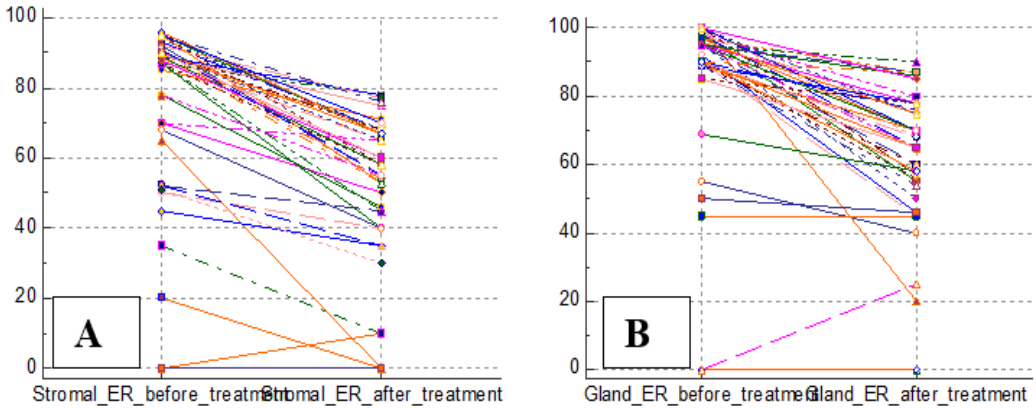 100
80
60
40
20
0
A
Stromal_ER_before_treatment
Stromal_ER_after_treatment
100
80
60
40
20
0
B
Gland_ER_before_treatment
Gland_ER_after_treatment